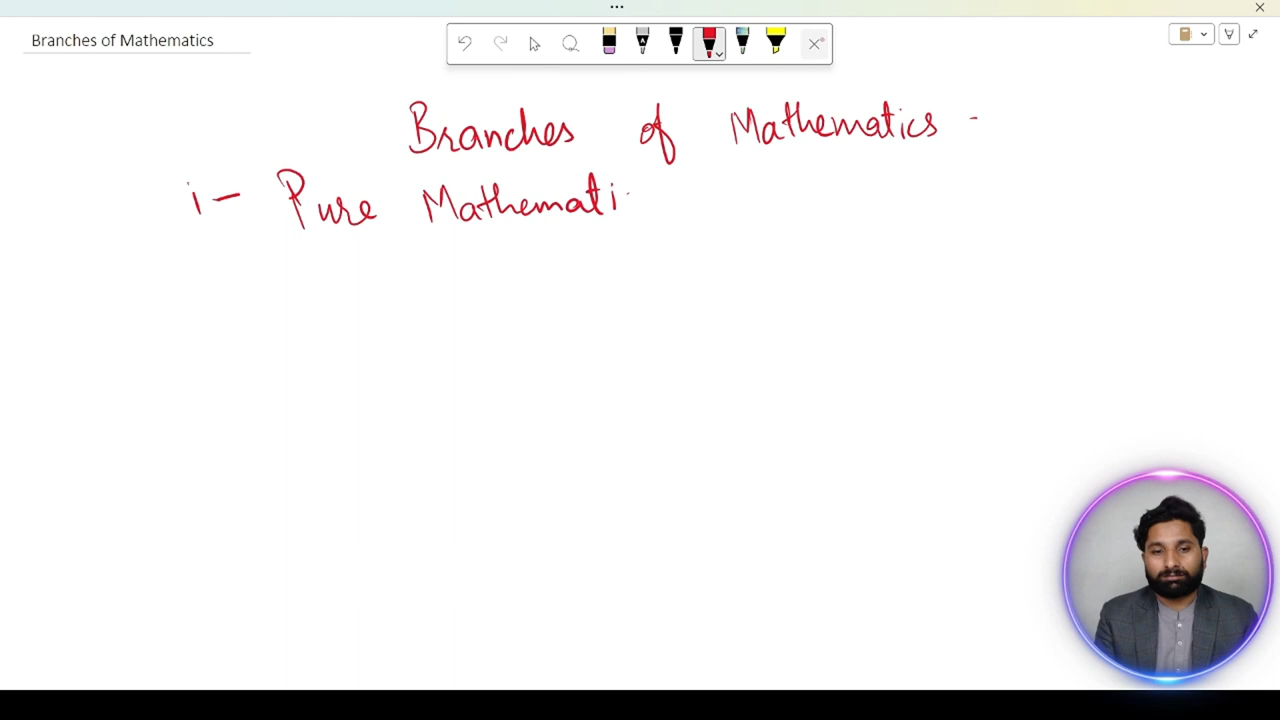 Branches of Mathematics
Branches of Mathematics -
i- Pure Mathemati